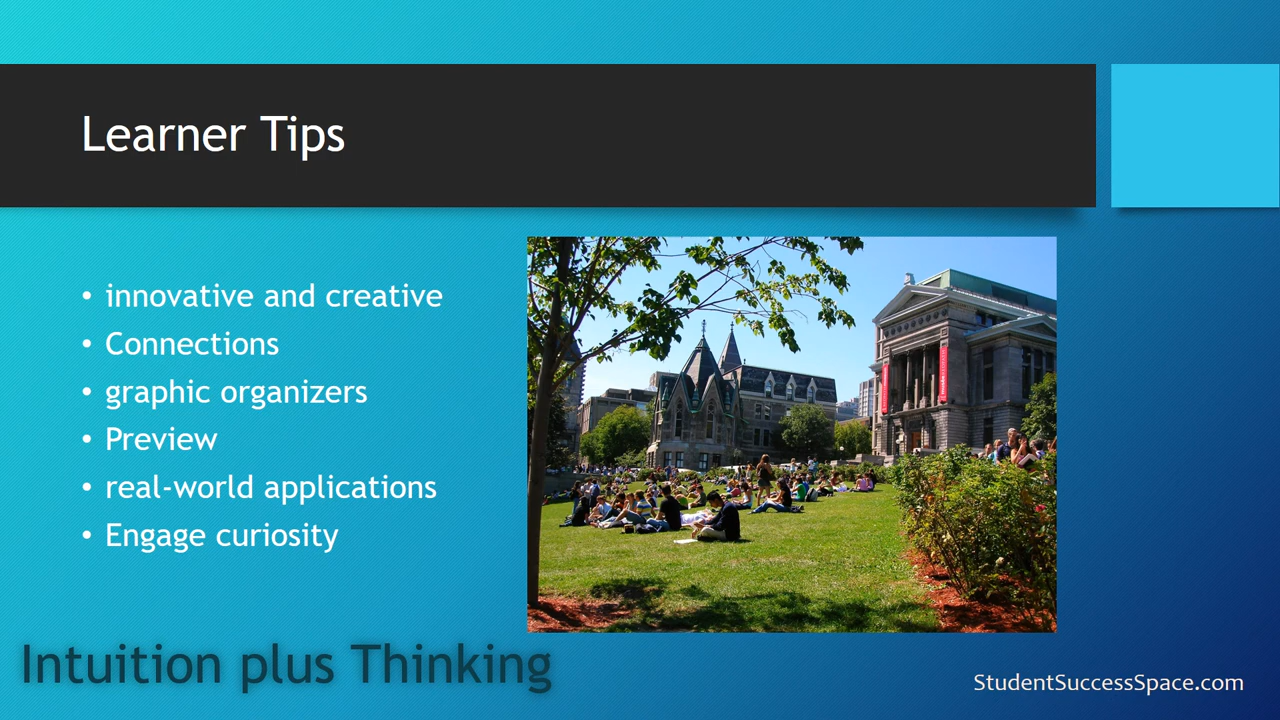 Learner Tips
• innovative and creative
• Connections
• graphic organizers
• Preview
• real-world applications
• Engage curiosity
Intuition plus Thinking
StudentSuccessSpace.com